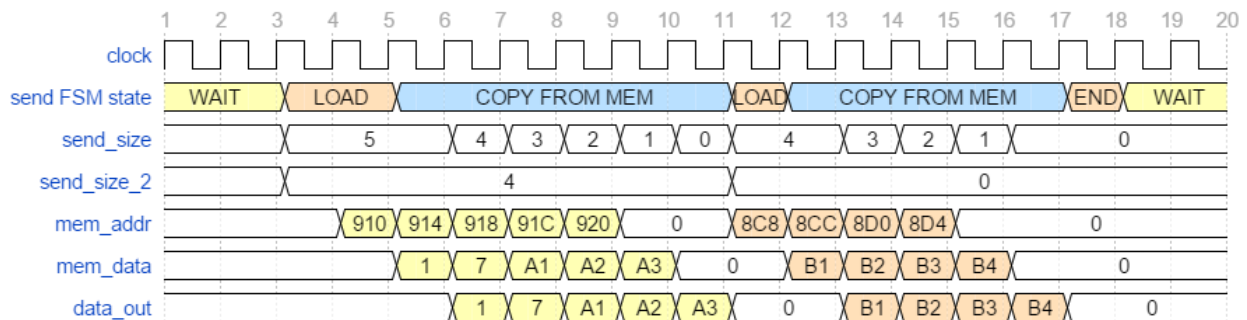 1 2 3 4 5 6 7 8 9 10 11 12 13 14 15 16 17 18 19 20
clock
send FSM state WAIT LOAD COPY FROM MEM LOAD COPY FROM MEM END WAIT
send_size 5 4 3 2 1 0 4 3 2 1 0
send_size_2 4 0
mem_addr 910 914 918 91C 920 0 8C8 8CC 8D0 8D4 0
mem_data 1 7 A1 A2 A3 0 B1 B2 B3 B4 0
data_out 1 7 A1 A2 A3 0 B1 B2 B3 B4 0